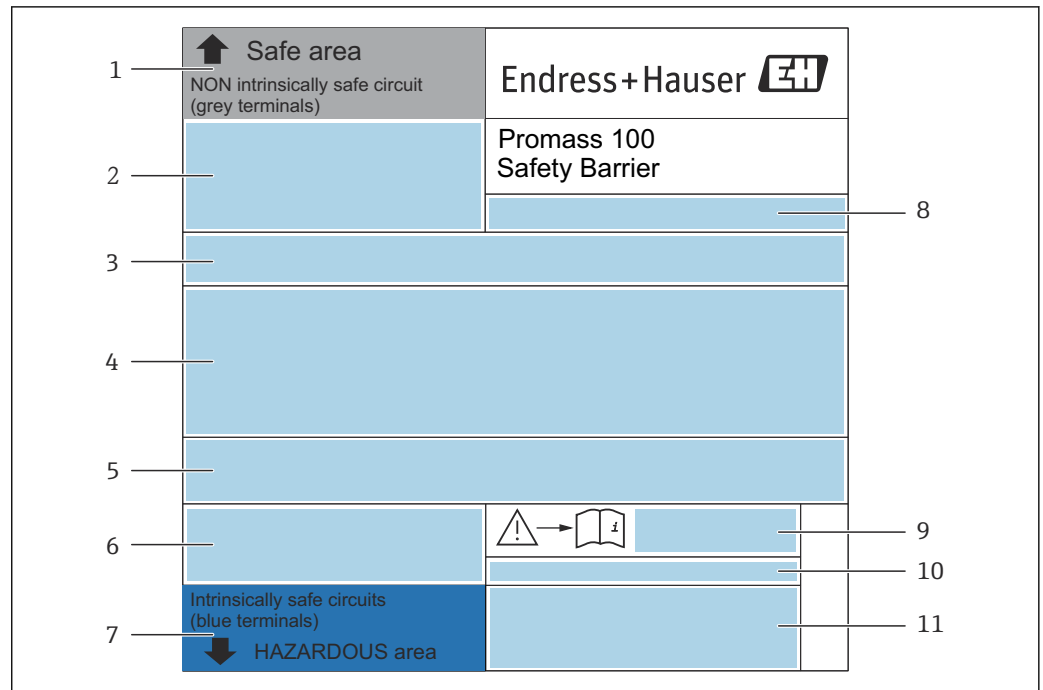 1
Safe area
NON intrinsically safe circuit
(grey terminals)
Endress+Hauser EH
2
Promass 100
Safety Barrier
8
3
4
5
6
i
9
10
Intrinsically safe circuits
(blue terminals)
7
HAZARDOUS area
11